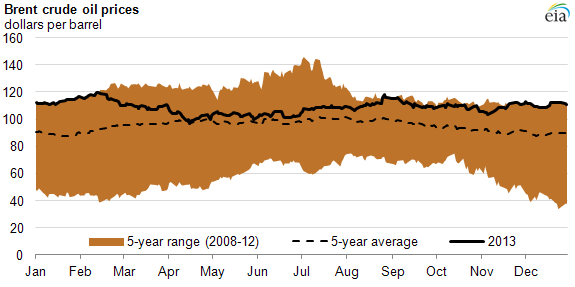 Brent crude oil prices
dollars per barrel
eia
160
140
120
100
80
60
40
20
0
5-year range (2008-12) 5-year average 2013
Jan Feb Mar Apr May Jun Jul Aug Sep Oct Nov Dec